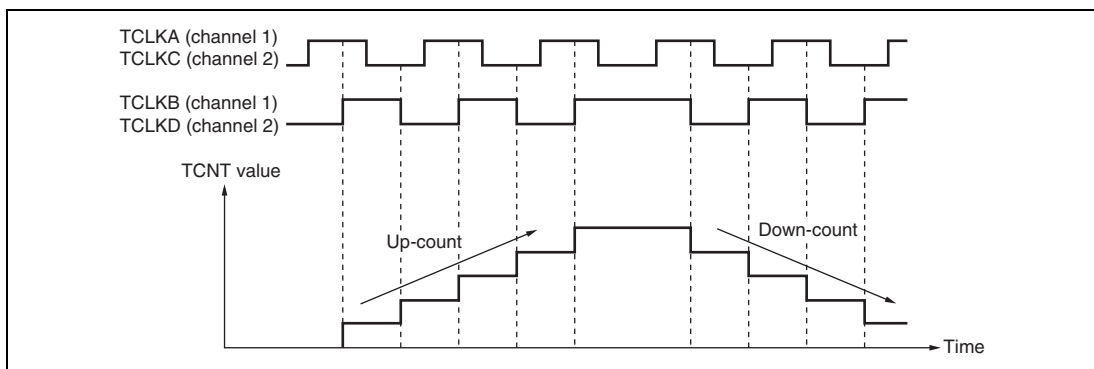 TCLKA (channel 1)
TCLKC (channel 2)
TCLKB (channel 1)
TCLKD (channel 2)
TCNT value
Up-count
Down-count
Time